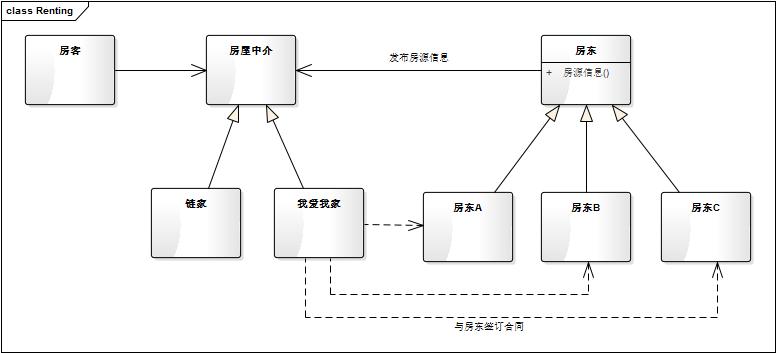 class Renting
房客
房屋中介
发布房源信息
房东
+ 房源信息()
链家
我爱我家
房东A
房东B
房东C
与房东签订合同